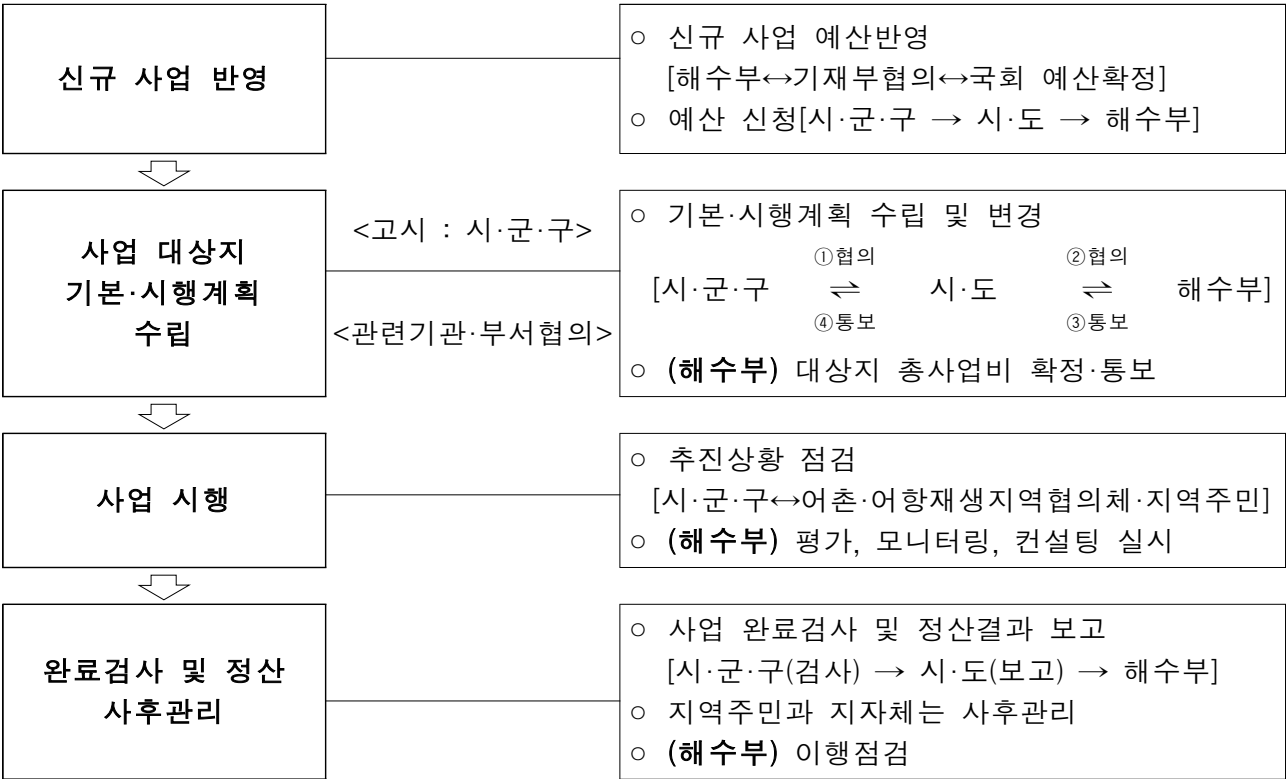 신규 사업 반영
○ 신규 사업 예산반영
[해수부↔기재부협의↔국회 예산확정]
○ 예산 신청[시·군·구 → 시·도 → 해수부]
사업 대상지
기본·시행계획
수립
<고시 : 시·군·구>
<관련기관·부서협의>
○ 기본·시행계획 수립 및 변경
①협의 ②협의
[시·군·구 ⇌ 시·도 ⇌ 해수부]
④통보 ③통보
○ (해수부) 대상지 총사업비 확정·통보
사업 시행
○ 추진상황 점검
[시·군·구↔어촌·어항재생지역협의체·지역주민]
○ (해수부) 평가, 모니터링, 컨설팅 실시
완료검사 및 정산
사후관리
○ 사업 완료검사 및 정산결과 보고
[시·군·구(검사) → 시·도(보고) → 해수부]
○ 지역주민과 지자체는 사후관리
○ (해수부) 이행점검